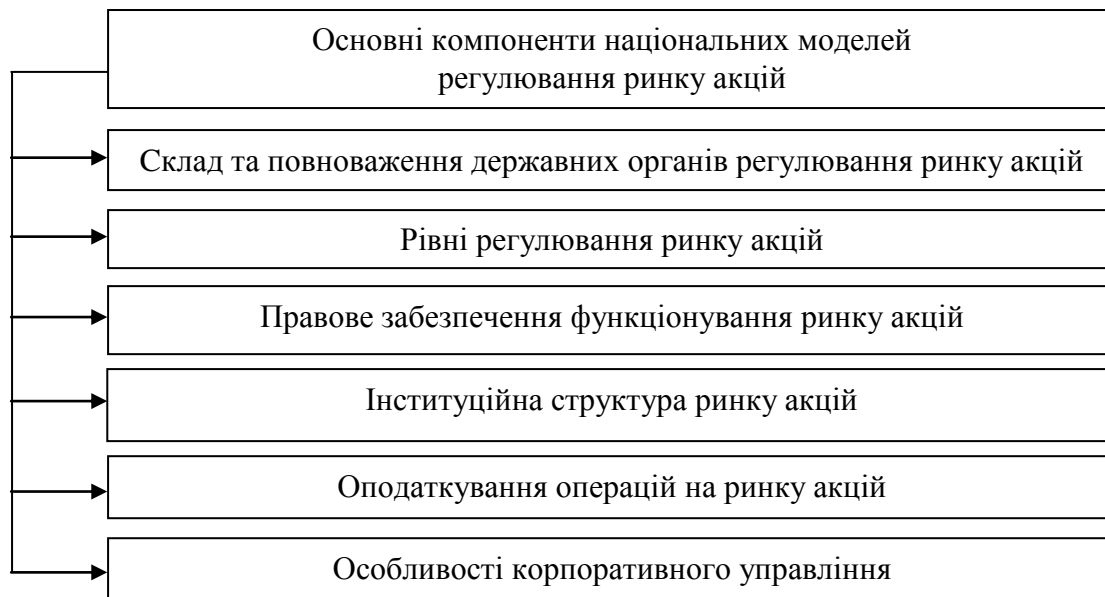 Основні компоненти національних моделей
регулювання ринку акцій
Склад та повноваження державних органів регулювання ринку акцій
Рівні регулювання ринку акцій
Правове забезпечення функціонування ринку акцій
Інституційна структура ринку акцій
Оподаткування операцій на ринку акцій
Особливості корпоративного управління